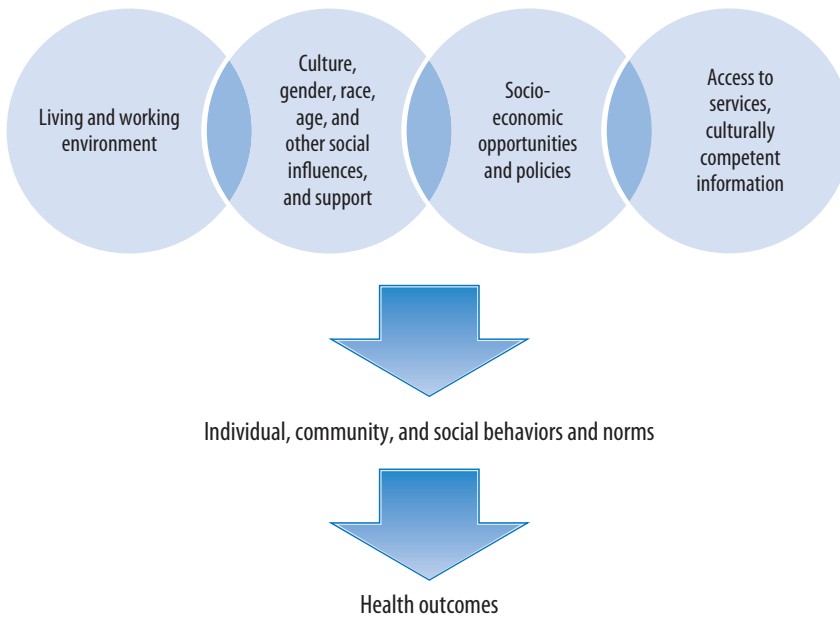 Living and working
environment
Culture,
gender, race,
age, and
other social
influences,
and support
Socio-
economic
opportunities
and policies
Access to
services,
culturally
competent
information
Individual, community, and social behaviors and norms
Health outcomes